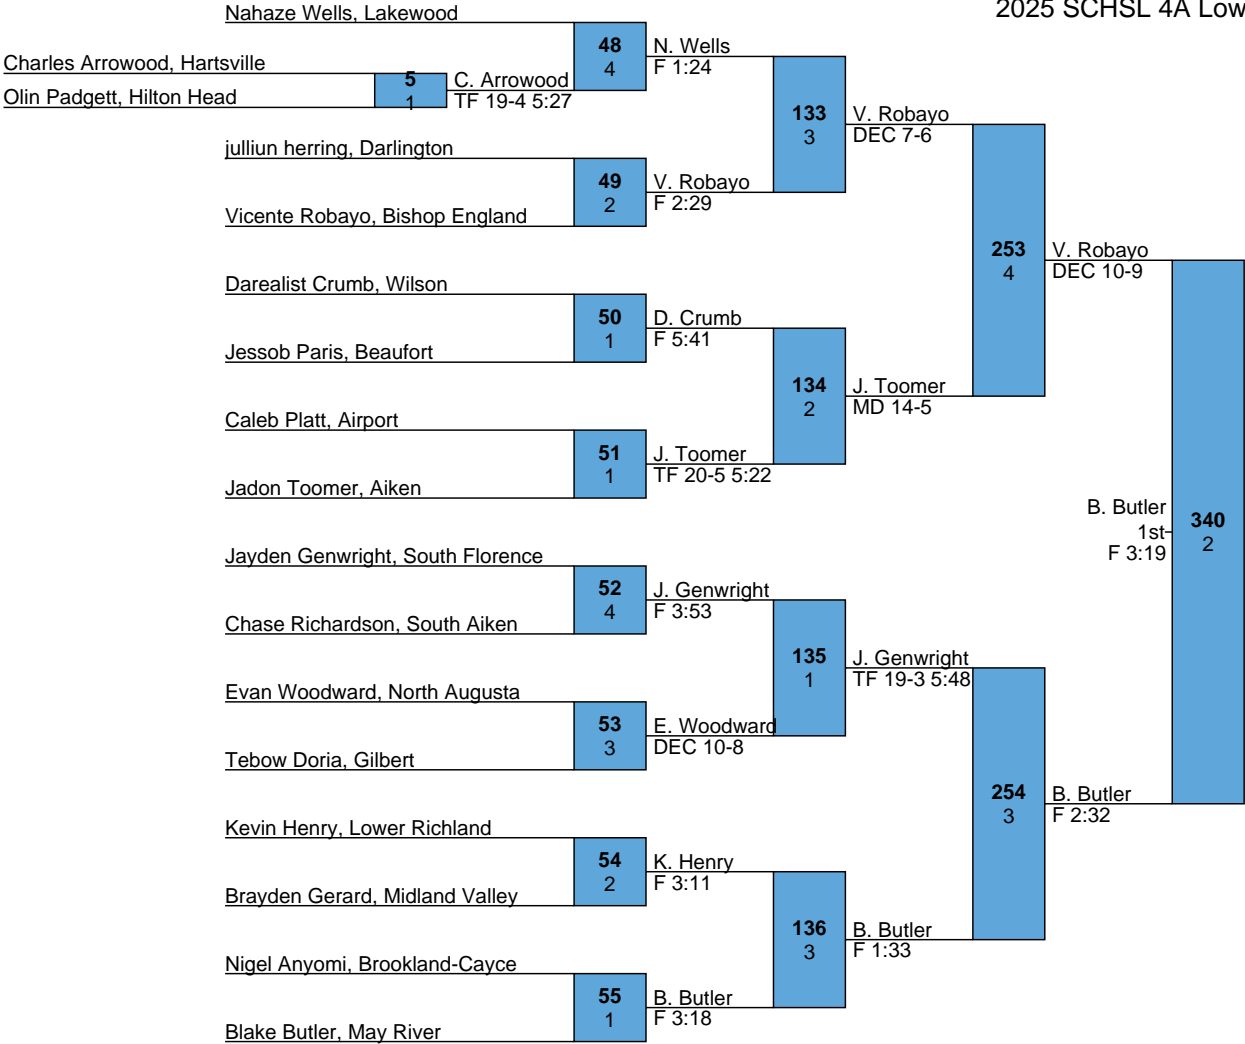 2025 SCHSL 4A Low
Nahaze Wells, Lakewood
48
4
N. Wells
F 1:24
Charles Arrowood, Hartsville
5
1
C. Arrowood
TF 19-4 5:27
Olin Padgett, Hilton Head
133
3
V. Robayo
DEC 7-6
julliun herring, Darlington
49
2
V. Robayo
F 2:29
Vicente Robayo, Bishop England
253
4
V. Robayo
DEC 10-9
Darealist Crumb, Wilson
50
1
D. Crumb
F 5:41
Jessob Paris, Beaufort
134
2
J. Toomer
MD 14-5
Caleb Platt, Airport
51
1
J. Toomer
TF 20-5 5:22
Jadon Toomer, Aiken
B. Butler
1st
F 3:19
340
2
Jayden Genwright, South Florence
52
4
J. Genwright
F 3:53
Chase Richardson, South Aiken
135
1
J. Genwright
TF 19-3 5:48
Evan Woodward, North Augusta
53
3
E. Woodward
DEC 10-8
Tebow Doria, Gilbert
254
3
B. Butler
F 2:32
Kevin Henry, Lower Richland
54
2
K. Henry
F 3:11
Brayden Gerard, Midland Valley
136
3
B. Butler
F 1:33
Nigel Anyomi, Brookland-Cayce
55
1
B. Butler
F 3:18
Blake Butler, May River